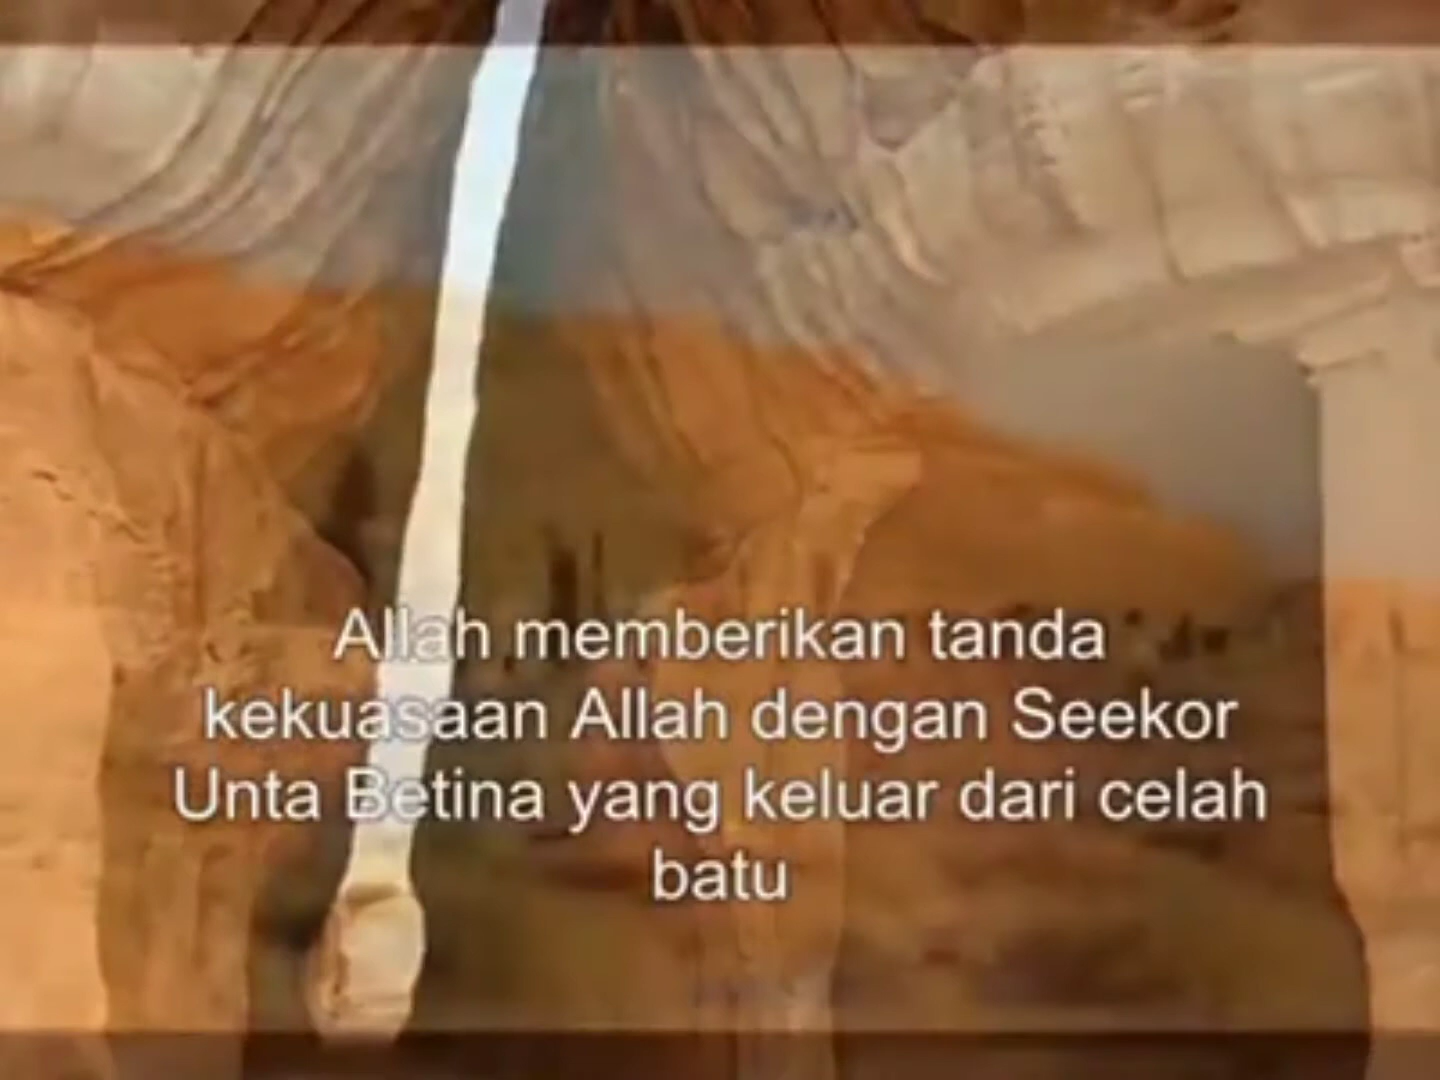 Allah memberikan tanda
kekuasaan Allah dengan Seekor
Unta Betina yang keluar dari celah
batu